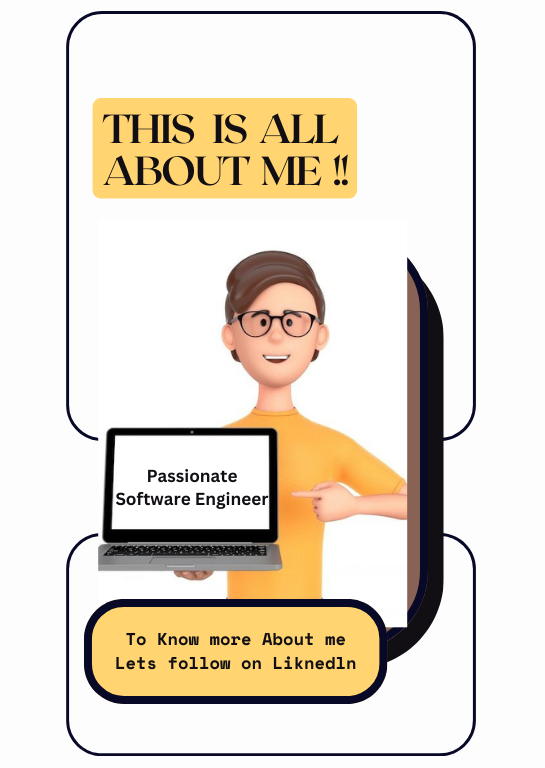 THIS IS ALL
ABOUT ME !!
Passionate
Software Engineer
To Know more About me
Lets follow on Liknedln